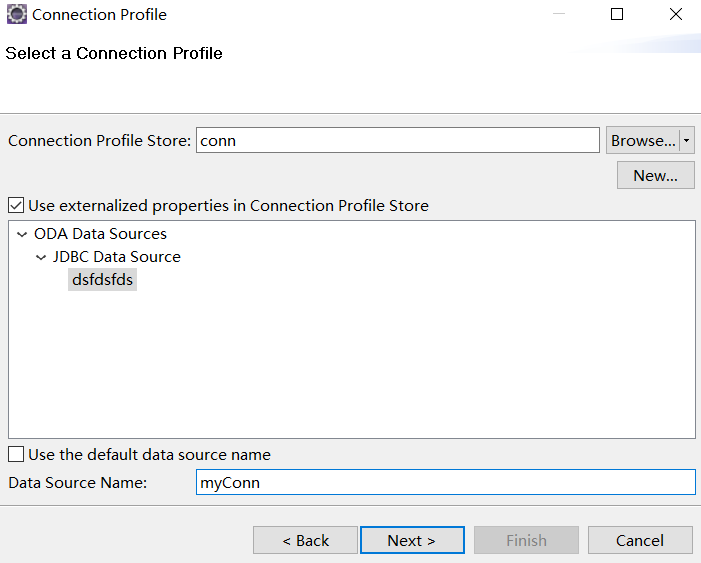 Connection Profile
Select a Connection Profile
Connection Profile Store: conn Browse...
New...
Use externalized properties in Connection Profile Store
ODA Data Sources
JDBC Data Source
dsfdsfds
Use the default data source name
Data Source Name: myConn
< Back Next > Finish Cancel